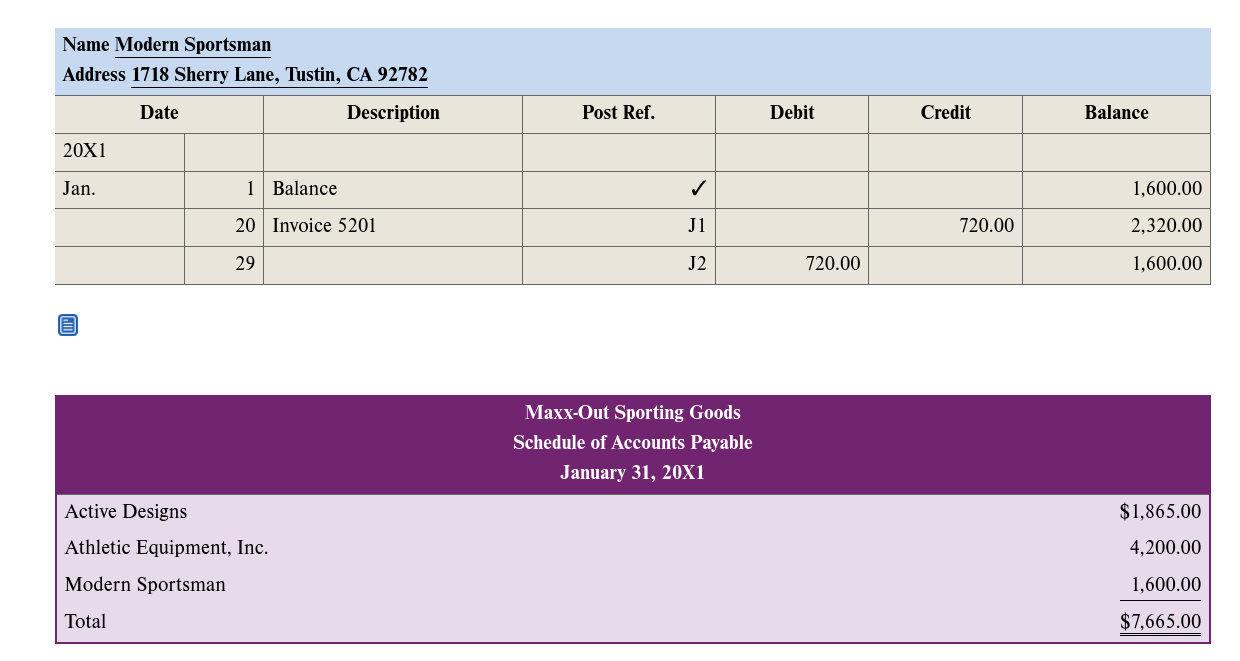 Name Modern Sportsman
Address 1718 Sherry Lane, Tustin, CA 92782
Date Description Post Ref. Debit Credit Balance
20X1
Jan. 1 Balance ✓ 1,600.00
20 Invoice 5201 J1 720.00 2,320.00
29 J2 720.00 1,600.00
Maxx-Out Sporting Goods
Schedule of Accounts Payable
January 31, 20X1
Active Designs $1,865.00
Athletic Equipment, Inc. 4,200.00
Modern Sportsman 1,600.00
Total $7,665.00